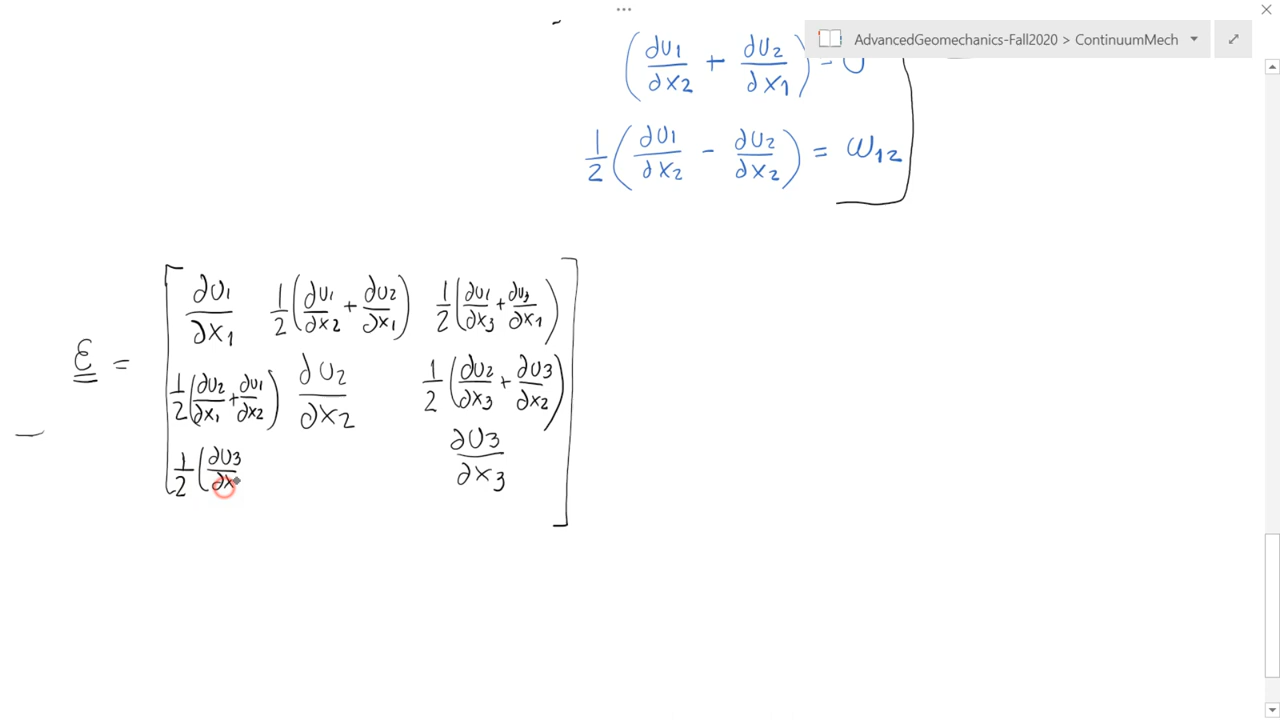 AdvancedGeomechanics-Fall2020 > ContinuumMech
(∂U1/∂X2 + ∂U2/∂X1) = 0
1/2 (∂U1/∂X2 - ∂U2/∂X2) = ω12
ε = [ ∂U1/∂X1 1/2 (∂U1/∂X2 + ∂U2/∂X1) 1/2 (∂U1/∂X3 + ∂U3/∂X1)
1/2 (∂U2/∂X1 + ∂U1/∂X2) ∂U2/∂X2 1/2 (∂U2/∂X3 + ∂U3/∂X2)
1/2 (∂U3/∂X ∂U3/∂X3 ]